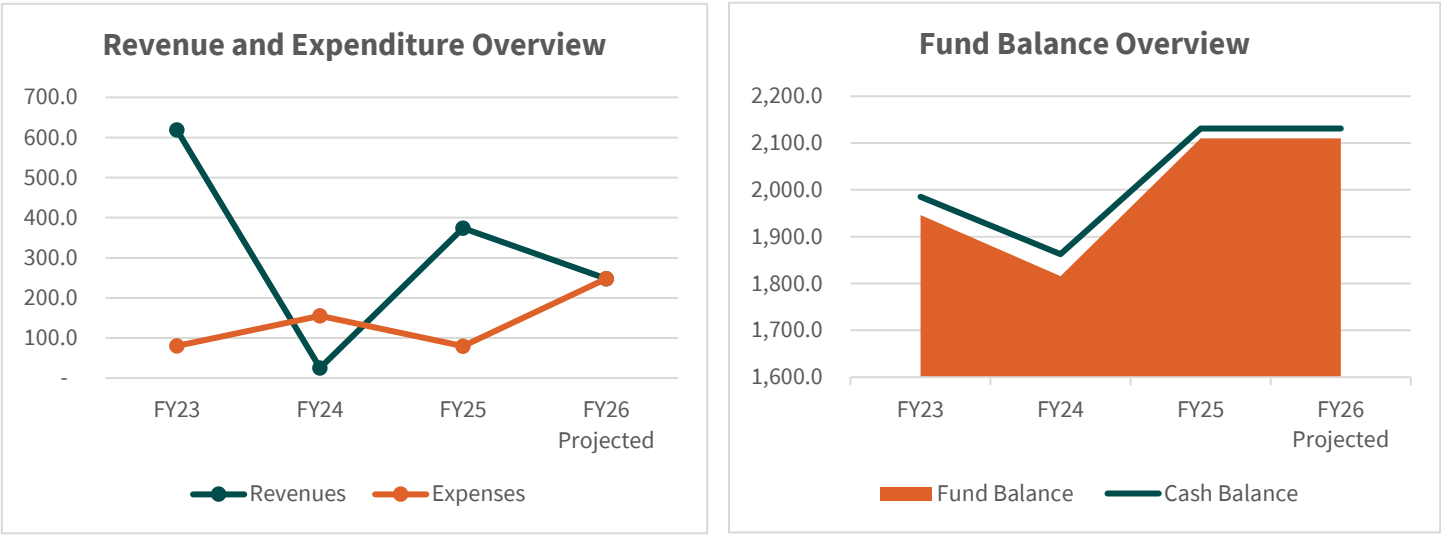 Revenue and Expenditure Overview
700.0
600.0
500.0
400.0
300.0
200.0
100.0
-
FY23 FY24 FY25 FY26
Projected
Revenues Expenses
Fund Balance Overview
2,200.0
2,100.0
2,000.0
1,900.0
1,800.0
1,700.0
1,600.0
FY23 FY24 FY25 FY26
Projected
Fund Balance Cash Balance